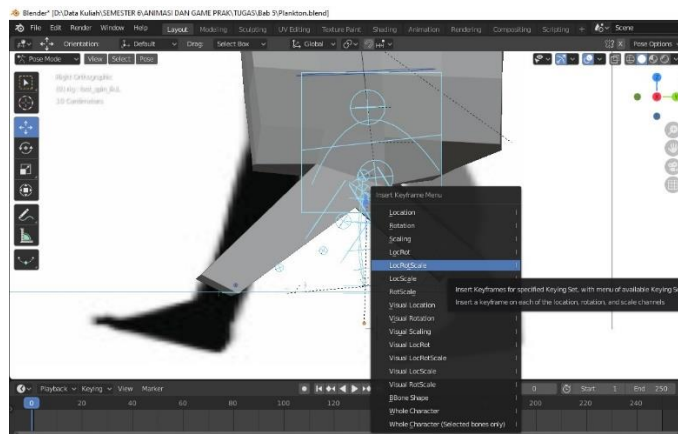 Blender* [D:\Data Kuliah\SEMESTER 6\ANIMASI DAN GAME PRAK\TUGAS\Bab 5\Plankton.blend]
File Edit Render Window Help Layout Modeling Sculpting UV Editing Texture Paint Shading Animation Rendering Compositing Scripting + Scene
Orientation: Default Drag: Select Box Global X Pose Options
Pose Mode View Select Pose
Right Orthographic
10 Centimeters
Insert Keyframe Menu
Location I
Rotation I
Scaling I
LocRot I
LocRotScale I
LocScale I
RotScale I
Insert Keyframes for specified Keying Set, with menu of available Keying S
Insert a keyframe on each of the location, rotation, and scale channels.
Visual Location I
Visual Rotation I
Visual Scaling I
Visual LocRot I
Visual LocRotScale I
Visual LocScale I
Visual RotScale I
BBone Shape I
Whole Character I
Whole Character (Selected bones only) I
Playback Keying View Marker 0 Start 1 End 250
0 20 40 60 80 100 120 200 220 240